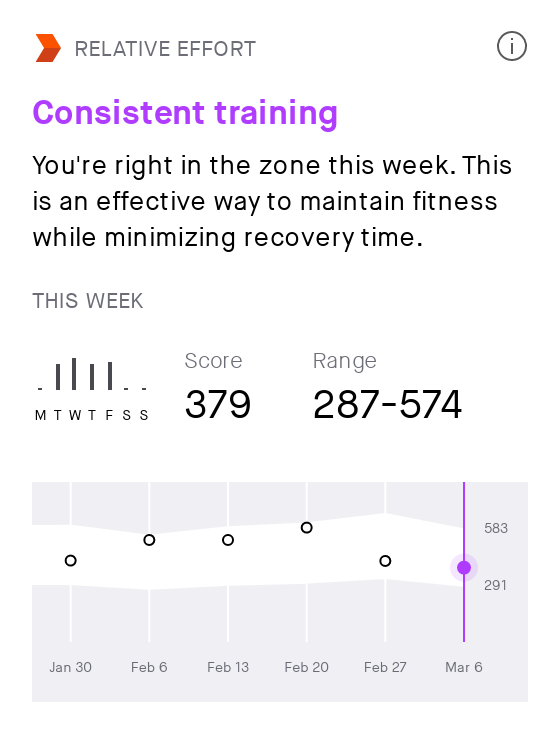 RELATIVE EFFORT
Consistent training
You're right in the zone this week. This
is an effective way to maintain fitness
while minimizing recovery time.
THIS WEEK
Score
Range
379
287-574
M T W T F S S
583
291
Jan 30 Feb 6 Feb 13 Feb 20 Feb 27 Mar 6